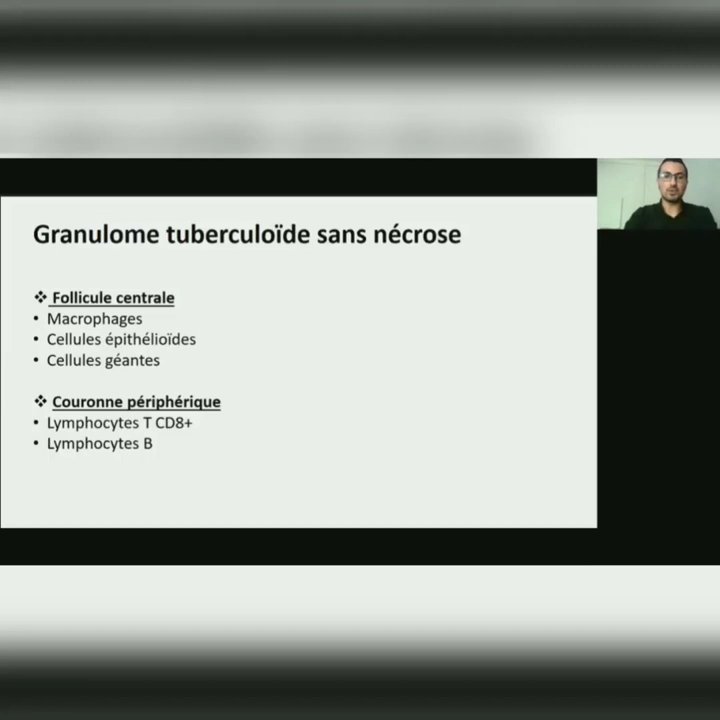 Granulome tuberculoïde sans nécrose
❖ Follicule centrale
• Macrophages
• Cellules épithélioïdes
• Cellules géantes
❖ Couronne périphérique
• Lymphocytes T CD8+
• Lymphocytes B